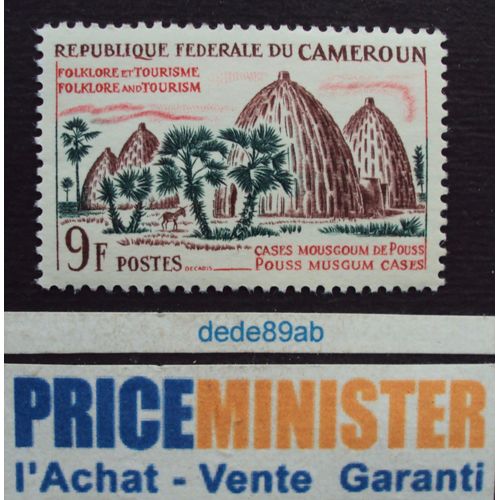 REPUBLIQUE FEDERALE DU CAMEROUN
FOLKLORE ET TOURISME
FOLKLORE AND TOURISM
CASES MOUSGOUM DE POUSS
POUSS MUSGUM CASES
9F POSTES DECARIS
dede89ab
PRICEMINISTER
l'Achat - Vente Garanti